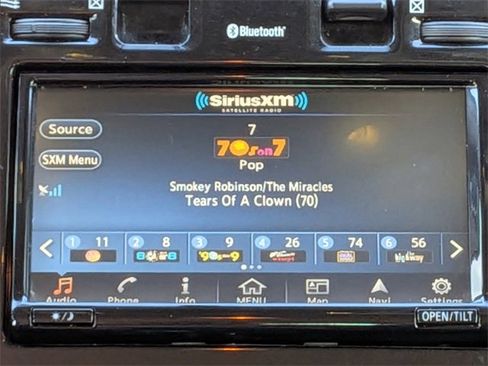 Bluetooth®
((SiriusXM))
SATELLITE RADIO
Source
7
70s on 7
Pop
SXM Menu
Smokey Robinson/The Miracles
Tears Of A Clown (70)
1 11 2 8 3 9 4 26 5 74 6 56
Audio Phone Info MENU Map Navi Settings
OPEN/TILT